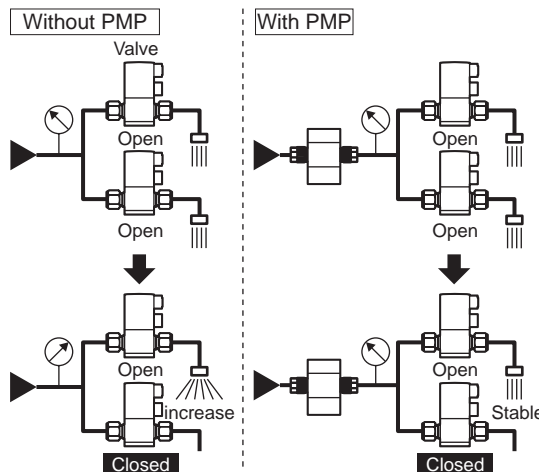 Without PMP
Valve
Open
Open
Open
increase
Closed
With PMP
Open
Open
Open
Stable
Closed